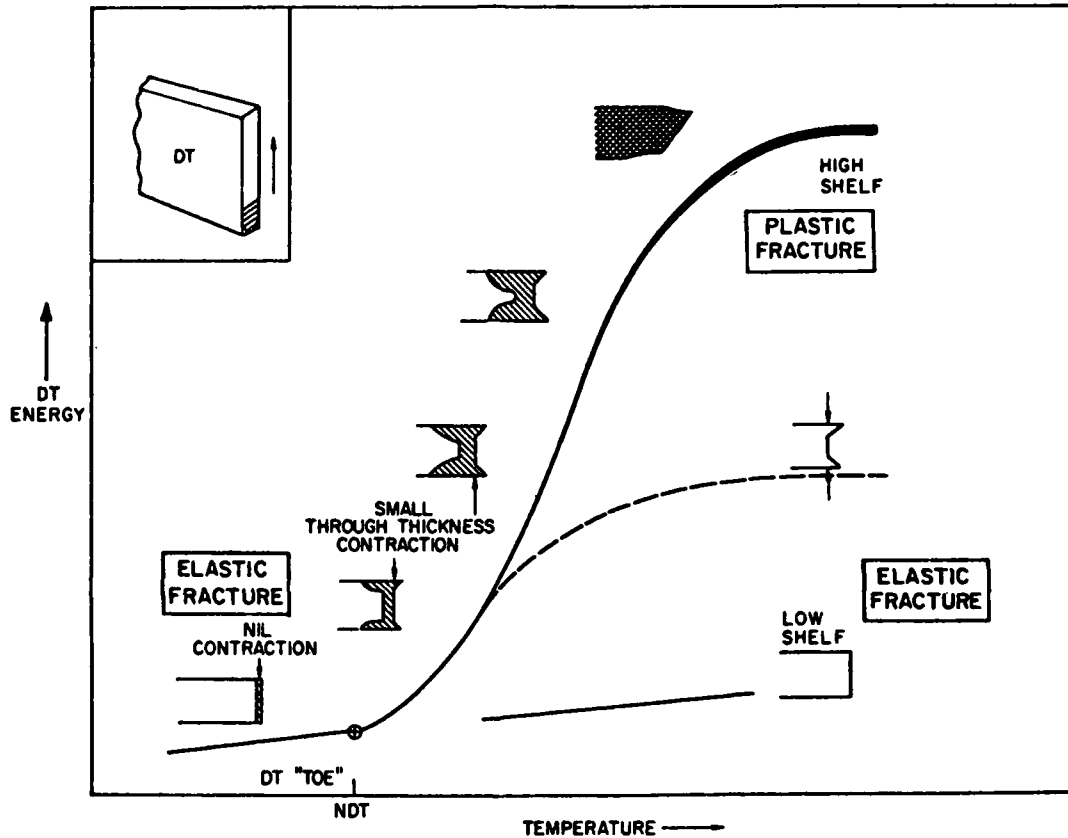 DT
HIGH
SHELF
PLASTIC
FRACTURE
DT
ENERGY
SMALL
THROUGH THICKNESS
CONTRACTION
ELASTIC
FRACTURE
NIL
CONTRACTION
ELASTIC
FRACTURE
LOW
SHELF
DT "TOE"
NDT
TEMPERATURE